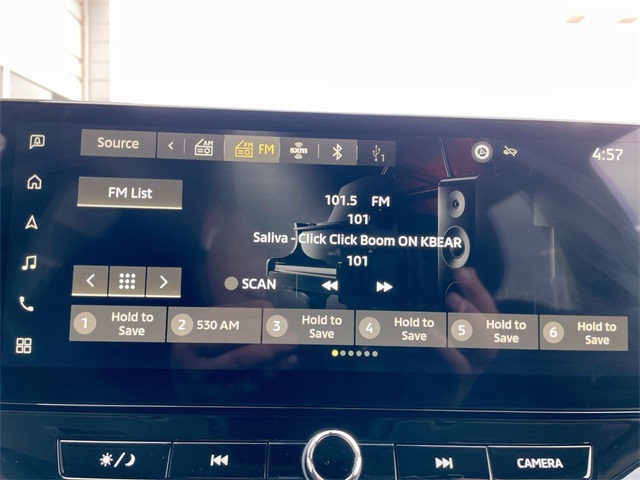 Source
AM
FM FM
sxm
1
4:57
FM List
101.5 FM
101
Saliva - Click Click Boom ON KBEAR
101
SCAN
1 Hold to Save
2 530 AM
3 Hold to Save
4 Hold to Save
5 Hold to Save
6 Hold to Save
CAMERA